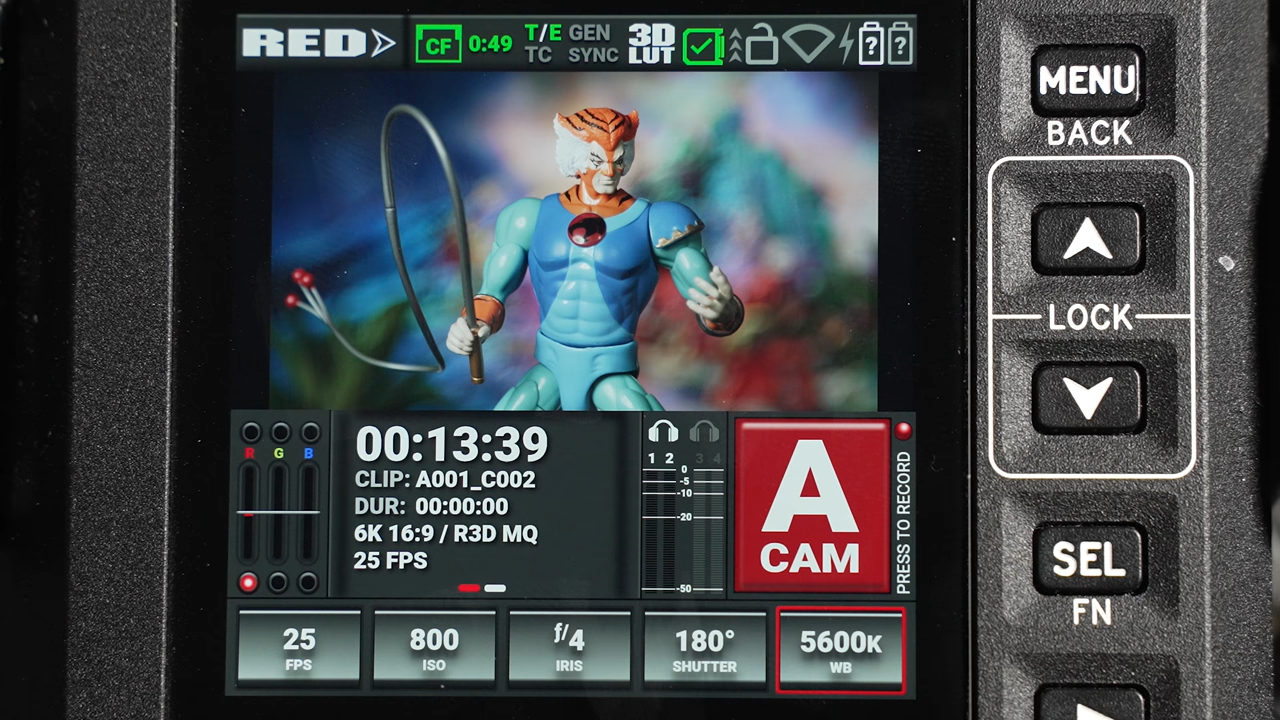 RED
CF 0:49 T/E GEN 3D
TC SYNC LUT
? ?
MENU
BACK
LOCK
R G B
00:13:39
CLIP: A001_C002
DUR: 00:00:00
6K 16:9 / R3D MQ
25 FPS
1 2 3 4
0
-5
-10
-20
-50
A
CAM
PRESS TO RECORD
SEL
FN
25
FPS
800
ISO
f/4
IRIS
180°
SHUTTER
5600K
WB